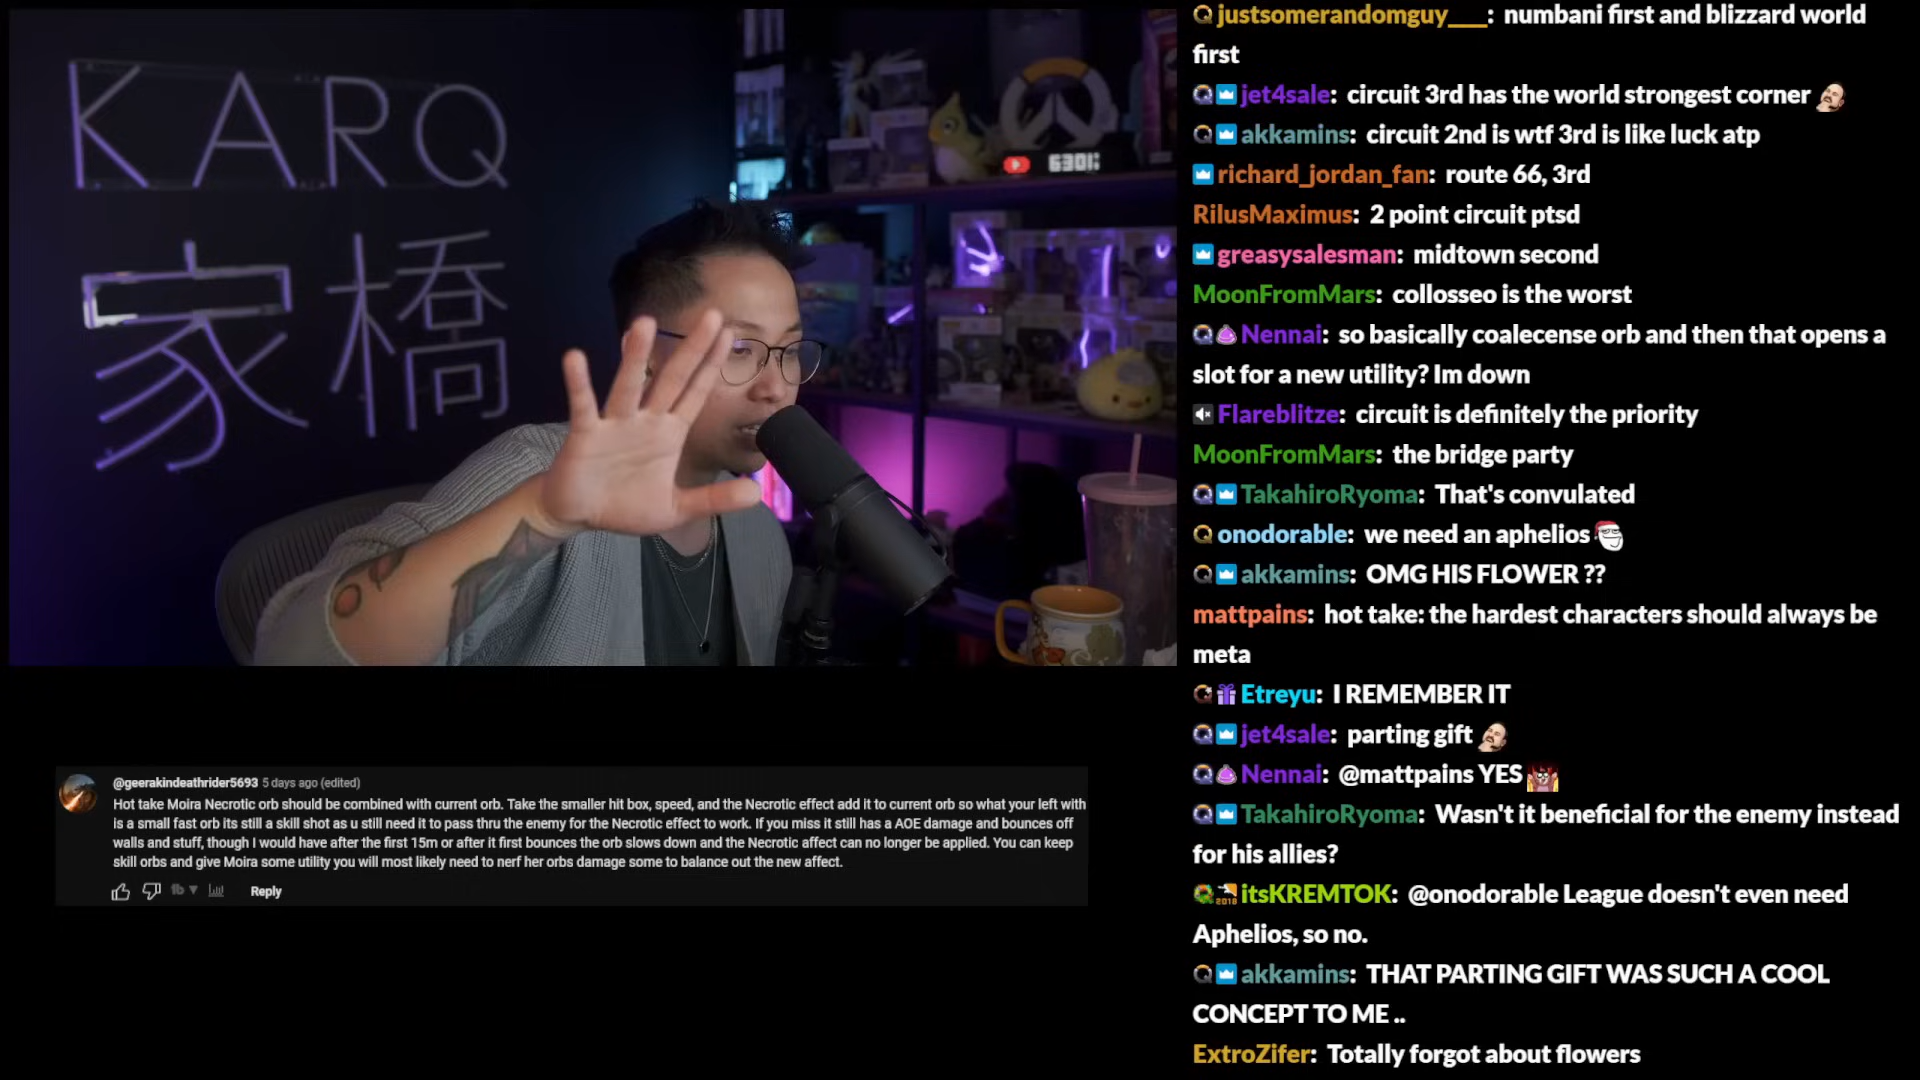 KARQ
家橋
justsomerandomguy___: numbani first and blizzard world
first
jet4sale: circuit 3rd has the world strongest corner
akkamins: circuit 2nd is wtf 3rd is like luck atp
richard_jordan_fan: route 66, 3rd
RilusMaximus: 2 point circuit ptsd
greasysalesman: midtown second
MoonFromMars: collosseo is the worst
Nennai: so basically coalecense orb and then that opens a
slot for a new utility? Im down
Flareblitze: circuit is definitely the priority
MoonFromMars: the bridge party
TakahiroRyoma: That's convulated
onodorable: we need an aphelios
akkamins: OMG HIS FLOWER ??
mattpains: hot take: the hardest characters should always be
meta
Etreyu: I REMEMBER IT
jet4sale: parting gift
Nennai: @mattpains YES
TakahiroRyoma: Wasn't it beneficial for the enemy instead
for his allies?
2018 itsKREMTOK: @onodorable League doesn't even need
Aphelios, so no.
akkamins: THAT PARTING GIFT WAS SUCH A COOL
CONCEPT TO ME ..
ExtroZifer: Totally forgot about flowers
@geerakindeathrider5693 5 days ago (edited)
Hot take Moira Necrotic orb should be combined with current orb. Take the smaller hit box, speed, and the Necrotic effect add it to current orb so what your left with
is a small fast orb its still a skill shot as u still need it to pass thru the enemy for the Necrotic effect to work. If you miss it still has a AOE damage and bounces off
walls and stuff, though I would have after the first 15m or after it first bounces the orb slows down and the Necrotic affect can no longer be applied. You can keep
skill orbs and give Moira some utility you will most likely need to nerf her orbs damage some to balance out the new affect.
Reply